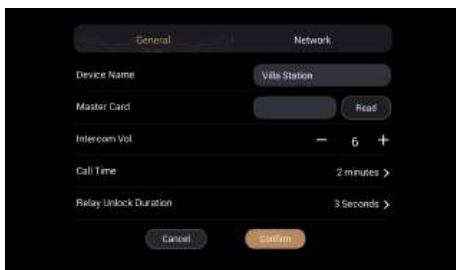 General Network
Device Name Villa Station
Master Card Read
Intercom Vol. − 6 +
Call Time 2 minutes >
Relay Unlock Duration 3 Seconds >
Cancel Confirm